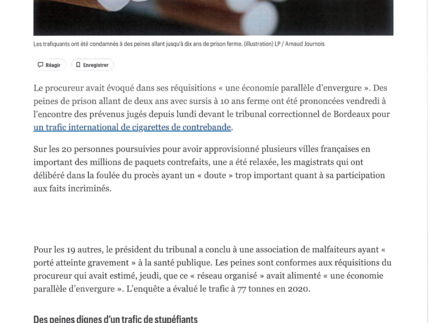 Les trafiquants ont été condamnés à des peines allant jusqu'à dix ans de prison ferme. (illustration) LP / Arnaud Journois
Réagir Enregistrer
Le procureur avait évoqué dans ses réquisitions « une économie parallèle d'envergure ». Des
peines de prison allant de deux ans avec sursis à 10 ans ferme ont été prononcées vendredi à
l'encontre des prévenus jugés depuis lundi devant le tribunal correctionnel de Bordeaux pour
un trafic international de cigarettes de contrebande.
Sur les 20 personnes poursuivies pour avoir approvisionné plusieurs villes françaises en
important des millions de paquets contrefaits, une a été relaxée, les magistrats qui ont
délibéré dans la foulée du procès ayant un « doute » trop important quant à sa participation
aux faits incriminés.
Pour les 19 autres, le président du tribunal a conclu à une association de malfaiteurs ayant «
porté atteinte gravement » à la santé publique. Les peines sont conformes aux réquisitions du
procureur qui avait estimé, jeudi, que ce « réseau organisé » avait alimenté « une économie
parallèle d'envergure ». L'enquête a évalué le trafic à 77 tonnes en 2020.
Des peines dignes d'un trafic de stupéfiants